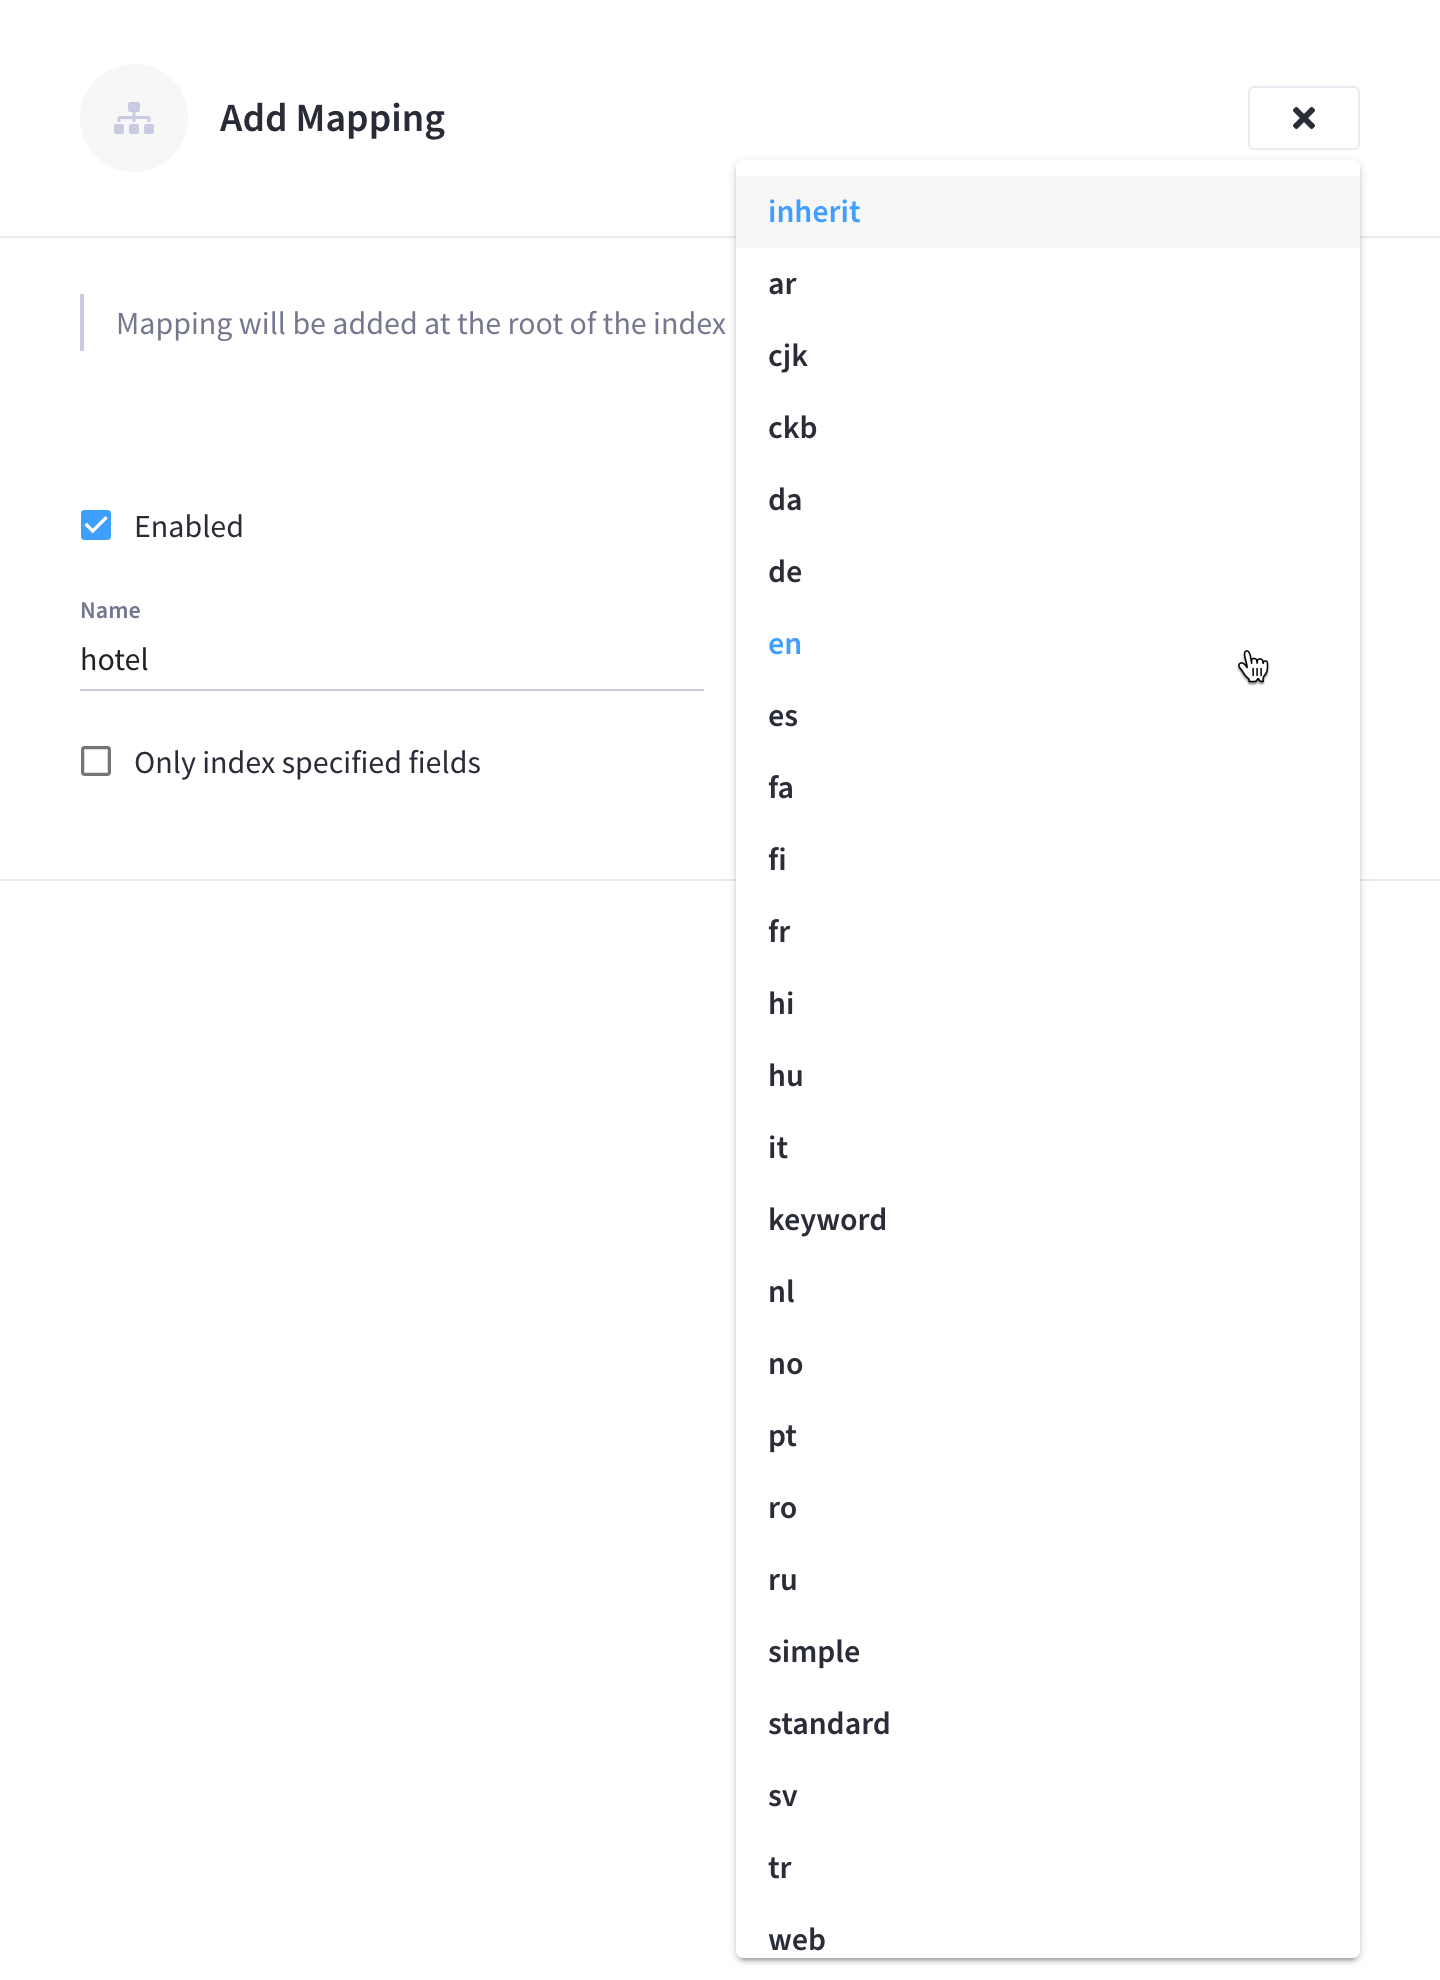 Add Mapping
Mapping will be added at the root of the index
Enabled
Name
hotel
Only index specified fields
inherit
ar
cjk
ckb
da
de
en
es
fa
fi
fr
hi
hu
it
keyword
nl
no
pt
ro
ru
simple
standard
sv
tr
web